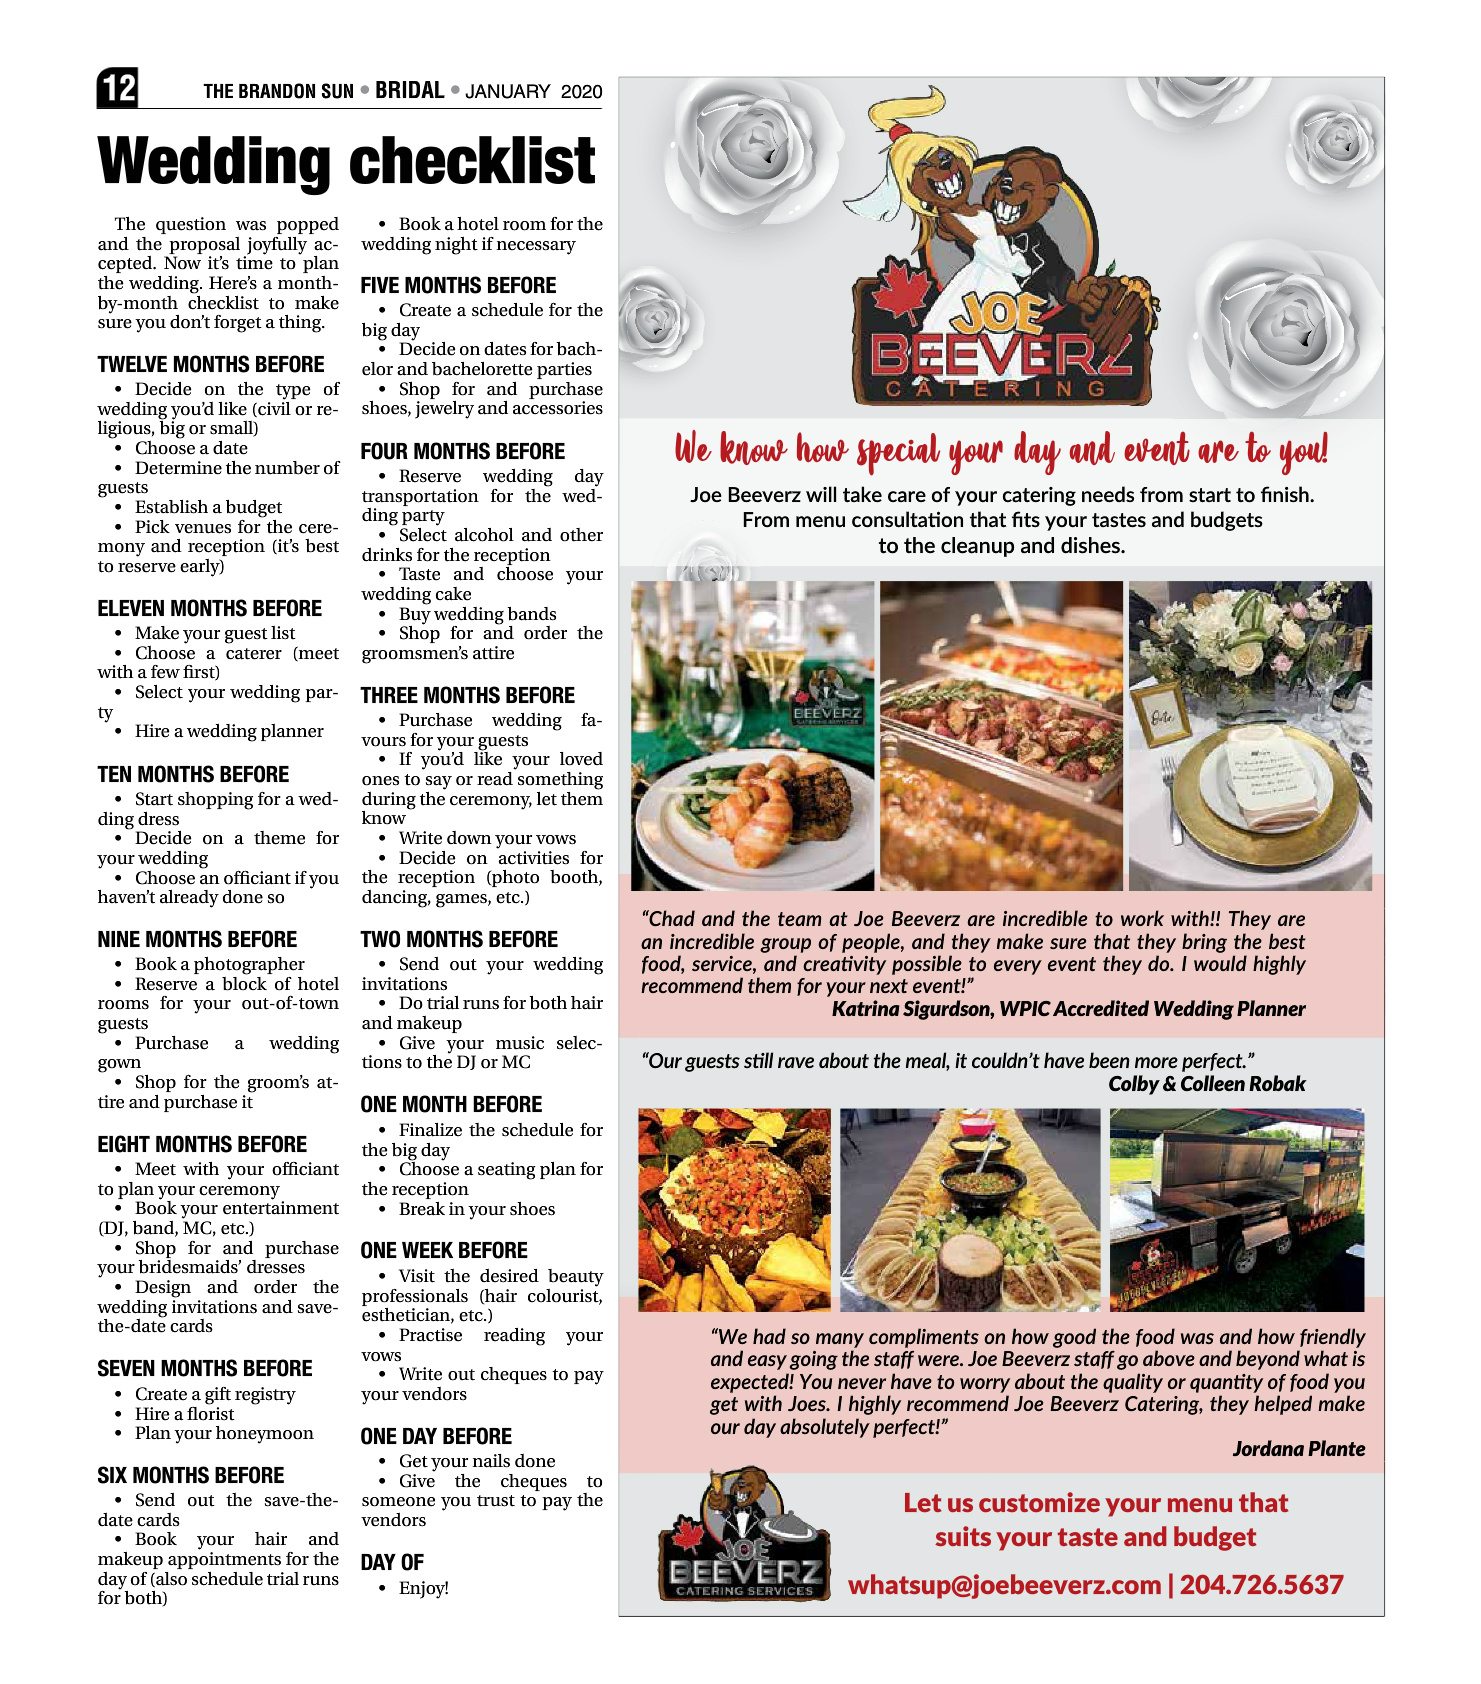 12
THE BRANDON SUN • BRIDAL • JANUARY 2020
Wedding checklist
The question was popped
and the proposal joyfully ac-
cepted. Now it's time to plan
the wedding. Here's a month-
by-month checklist to make
sure you don't forget a thing.
TWELVE MONTHS BEFORE
• Decide on the type of
wedding you'd like (civil or re-
ligious, big or small)
• Choose a date
• Determine the number of
guests
• Establish a budget
• Pick venues for the cere-
mony and reception (it's best
to reserve early)
ELEVEN MONTHS BEFORE
• Make your guest list
• Choose a caterer (meet
with a few first)
• Select your wedding par-
ty
• Hire a wedding planner
TEN MONTHS BEFORE
• Start shopping for a wed-
ding dress
• Decide on a theme for
your wedding
• Choose an officiant if you
haven't already done so
NINE MONTHS BEFORE
• Book a photographer
• Reserve a block of hotel
rooms for your out-of-town
guests
• Purchase a wedding
gown
• Shop for the groom's at-
tire and purchase it
EIGHT MONTHS BEFORE
• Meet with your officiant
to plan your ceremony
• Book your entertainment
(DJ, band, MC, etc.)
• Shop for and purchase
your bridesmaids' dresses
• Design and order the
wedding invitations and save-
the-date cards
SEVEN MONTHS BEFORE
• Create a gift registry
• Hire a florist
• Plan your honeymoon
SIX MONTHS BEFORE
• Send out the save-the-
date cards
• Book your hair and
makeup appointments for the
day of (also schedule trial runs
for both)
• Book a hotel room for the
wedding night if necessary
FIVE MONTHS BEFORE
• Create a schedule for the
big day
• Decide on dates for bach-
elor and bachelorette parties
• Shop for and purchase
shoes, jewelry and accessories
FOUR MONTHS BEFORE
• Reserve wedding day
transportation for the wed-
ding party
• Select alcohol and other
drinks for the reception
• Taste and choose your
wedding cake
• Buy wedding bands
• Shop for and order the
groomsmen's attire
THREE MONTHS BEFORE
• Purchase wedding fa-
vours for your guests
• If you'd like your loved
ones to say or read something
during the ceremony, let them
know
• Write down your vows
• Decide on activities for
the reception (photo booth,
dancing, games, etc.)
TWO MONTHS BEFORE
• Send out your wedding
invitations
• Do trial runs for both hair
and makeup
• Give your music selec-
tions to the DJ or MC
ONE MONTH BEFORE
• Finalize the schedule for
the big day
• Choose a seating plan for
the reception
• Break in your shoes
ONE WEEK BEFORE
• Visit the desired beauty
professionals (hair colourist,
esthetician, etc.)
• Practise reading your
vows
• Write out cheques to pay
your vendors
ONE DAY BEFORE
• Get your nails done
• Give the cheques to
someone you trust to pay the
vendors
DAY OF
• Enjoy!
JOE
BEEVERZ
CATERING
We know how special your day and event are to you!
Joe Beeverz will take care of your catering needs from start to finish.
From menu consultation that fits your tastes and budgets
to the cleanup and dishes.
BEEVERZ
CATERING SERVICES
One
"Chad and the team at Joe Beeverz are incredible to work with!! They are
an incredible group of people, and they make sure that they bring the best
food, service, and creativity possible to every event they do. I would highly
recommend them for your next event!"
Katrina Sigurdson, WPIC Accredited Wedding Planner
"Our guests still rave about the meal, it couldn't have been more perfect."
Colby & Colleen Robak
"We had so many compliments on how good the food was and how friendly
and easy going the staff were. Joe Beeverz staff go above and beyond what is
expected! You never have to worry about the quality or quantity of food you
get with Joes. I highly recommend Joe Beeverz Catering, they helped make
our day absolutely perfect!"
Jordana Plante
JOE
BEEVERZ
CATERING SERVICES
Let us customize your menu that
suits your taste and budget
whatsup@joebeeverz.com | 204.726.5637